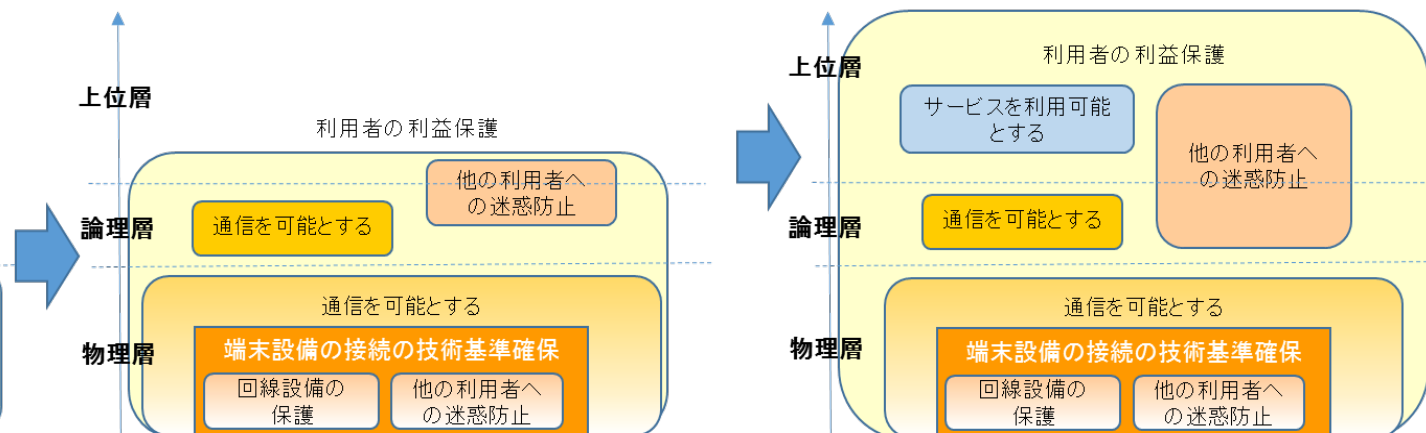 上位層
利用者の利益保護
他の利用者へ
の迷惑防止
論理層
通信を可能とする
通信を可能とする
物理層
端末設備の接続の技術基準確保
回線設備の
保護
他の利用者へ
の迷惑防止
上位層
利用者の利益保護
サービスを利用可能
とする
他の利用者へ
の迷惑防止
論理層
通信を可能とする
通信を可能とする
物理層
端末設備の接続の技術基準確保
回線設備の
保護
他の利用者へ
の迷惑防止